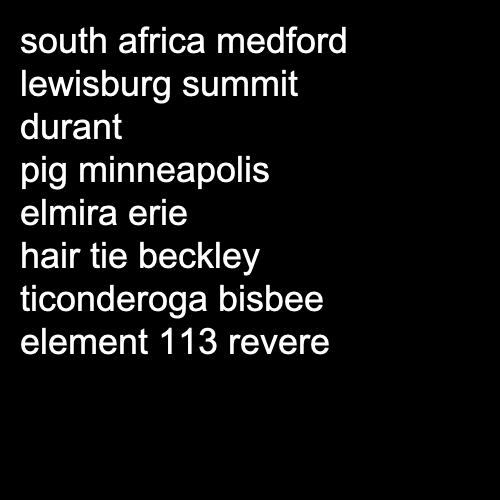 south africa medford
lewisburg summit
durant
pig minneapolis
elmira erie
hair tie beckley
ticonderoga bisbee
element 113 revere